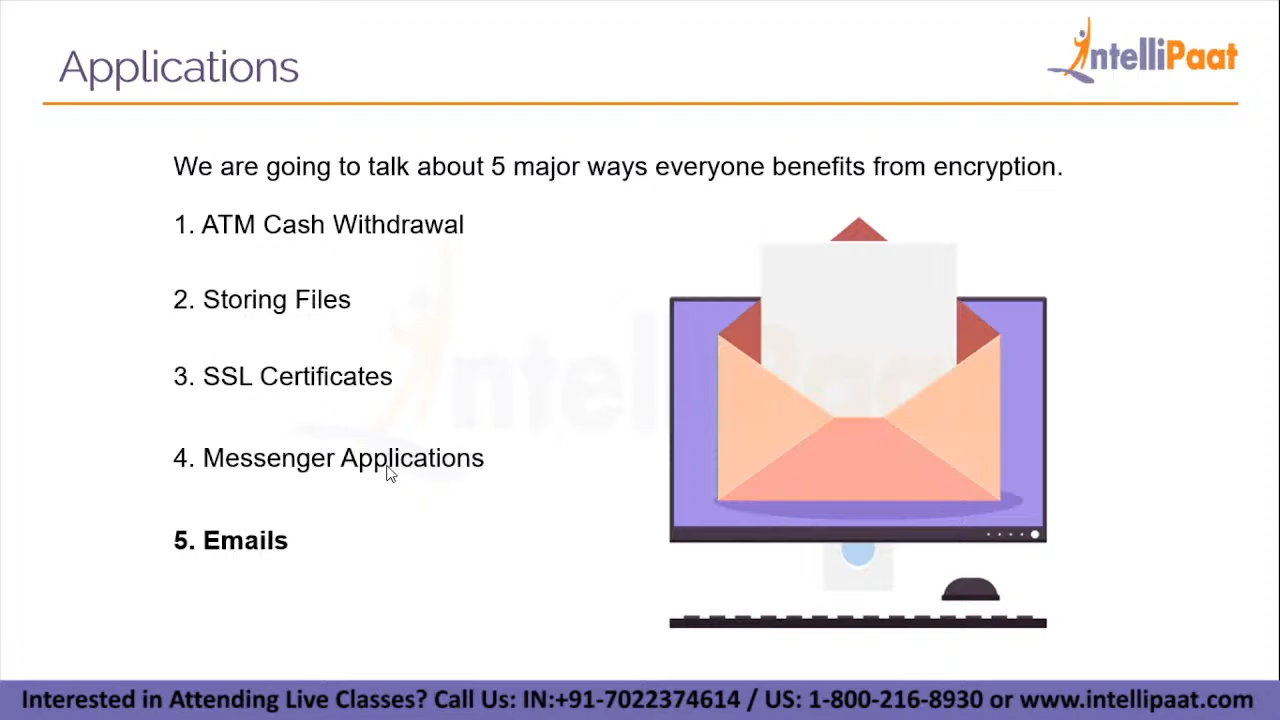 Applications
IntelliPaat
We are going to talk about 5 major ways everyone benefits from encryption.
1. ATM Cash Withdrawal
2. Storing Files
3. SSL Certificates
4. Messenger Applications
5. Emails
IntelliPaat
Interested in Attending Live Classes? Call Us: IN:+91-7022374614 / US: 1-800-216-8930 or www.intellipaat.com